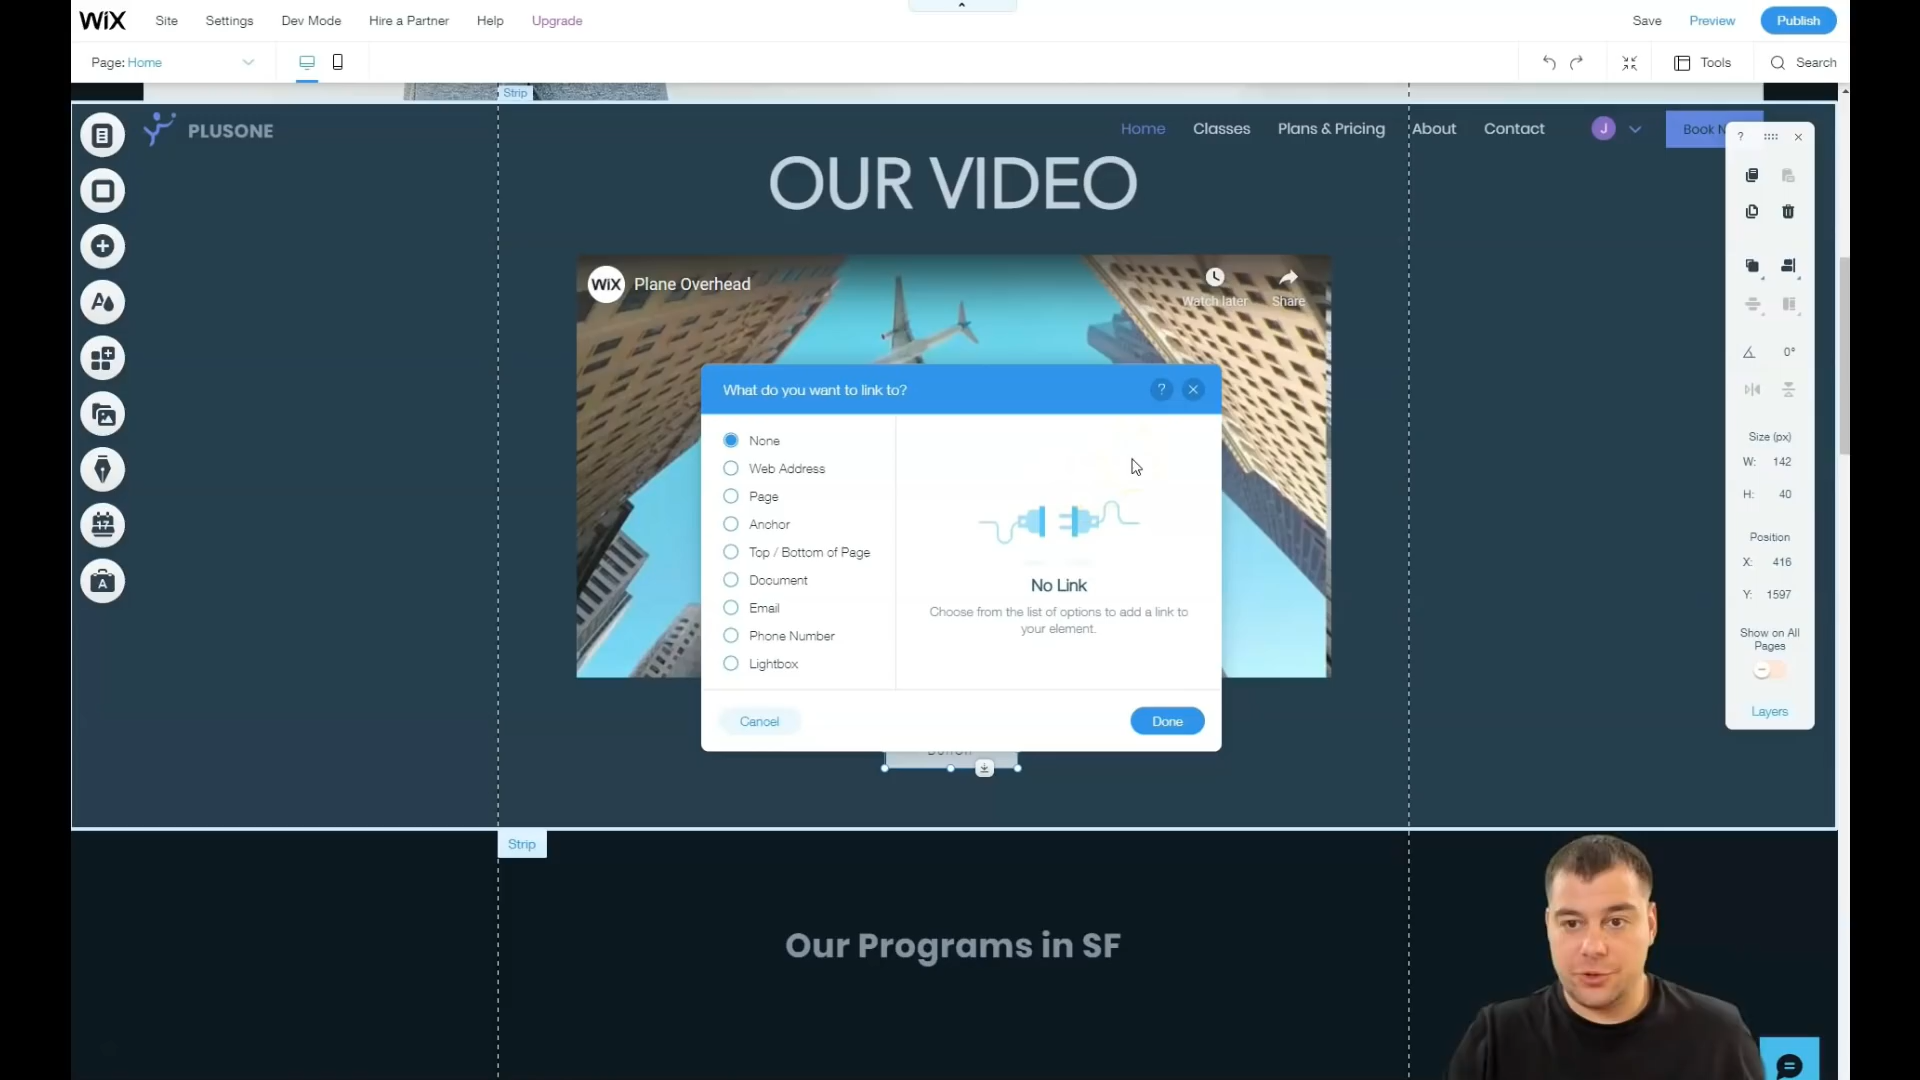 WiX
Site
Settings
Dev Mode
Hire a Partner
Help
Upgrade
Save
Preview
Publish
Page: Home
Tools
Search
Strip
PLUSONE
Home
Classes
Plans & Pricing
About
Contact
J
Book
?
OUR VIDEO
WiX
Plane Overhead
Watch later
Share
What do you want to link to?
?
None
Web Address
Page
Anchor
Top / Bottom of Page
Document
Email
Phone Number
Lightbox
No Link
Choose from the list of options to add a link to
your element.
Cancel
Done
0°
Size (px)
W: 142
H: 40
Position
X: 416
Y: 1597
Show on All
Pages
Layers
A
17
A
Strip
Our Programs in SF